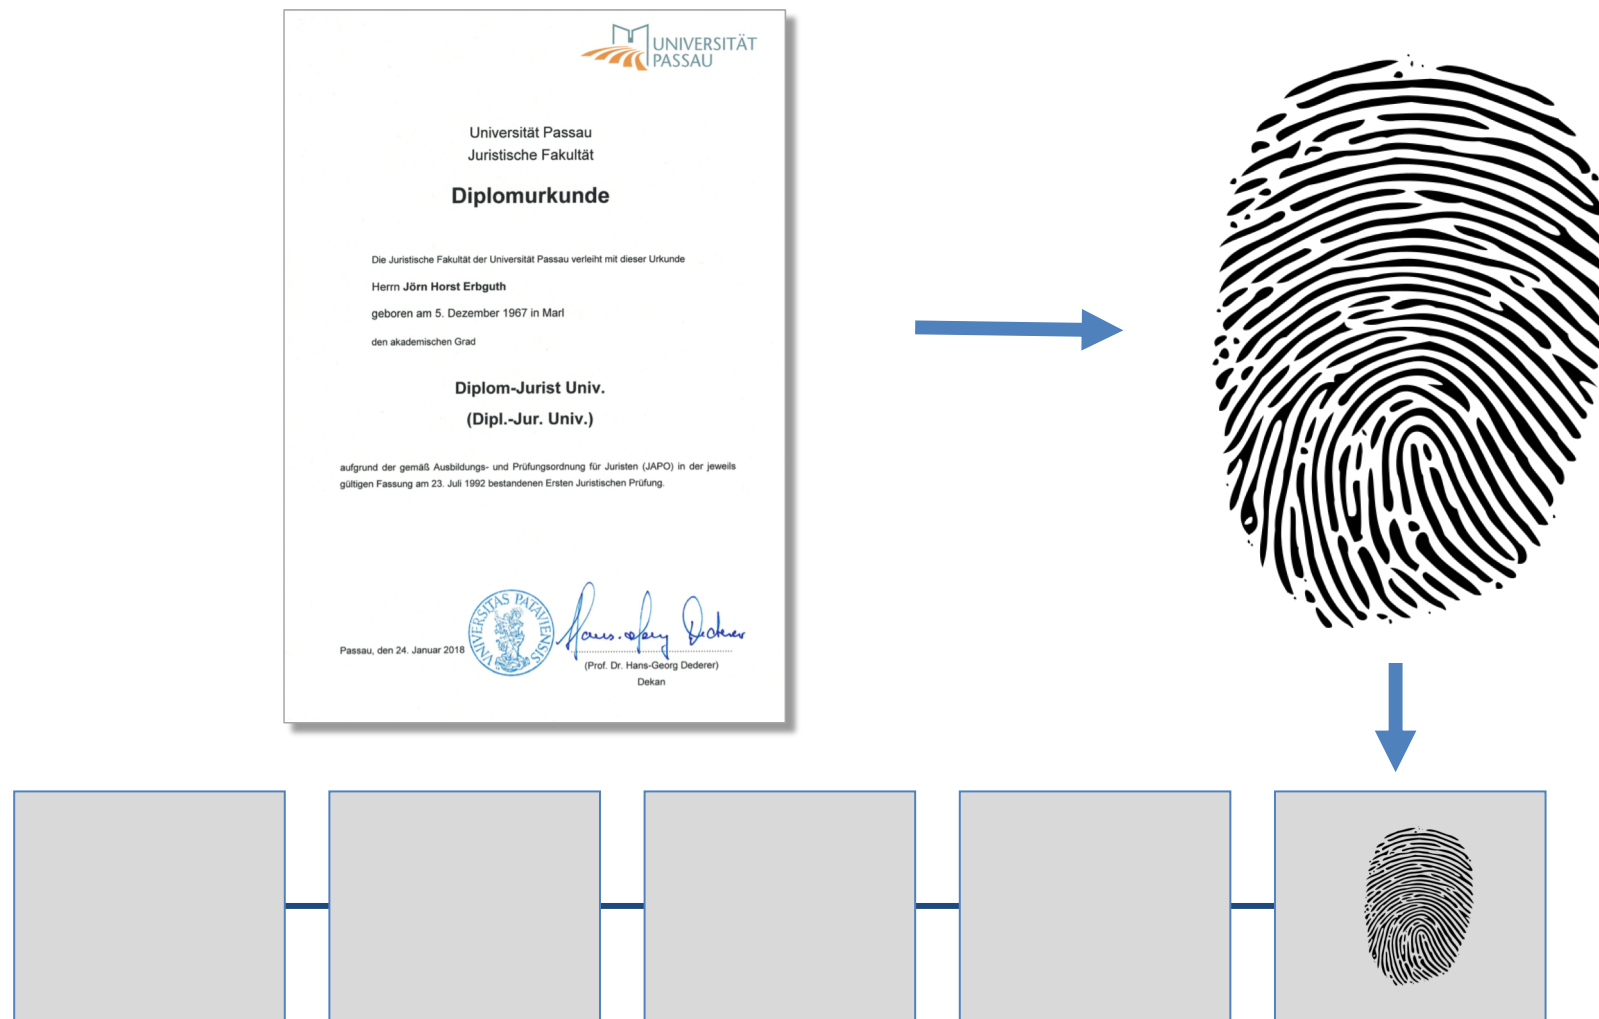 UNIVERSITÄT
PASSAU
Universität Passau
Juristische Fakultät
Diplomurkunde
Die Juristische Fakultät der Universität Passau verleiht mit dieser Urkunde
Herrn Jörn Horst Erbguth
geboren am 5. Dezember 1967 in Marl
den akademischen Grad
Diplom-Jurist Univ.
(Dipl.-Jur. Univ.)
aufgrund der gemäß Ausbildungs- und Prüfungsordnung für Juristen (JAPO) in der jeweils
gültigen Fassung am 23. Juli 1992 bestandenen Ersten Juristischen Prüfung.
UNIVERSITAS PATAVIENSIS
Hans-Georg Dederer
Passau, den 24. Januar 2018
(Prof. Dr. Hans-Georg Dederer)
Dekan